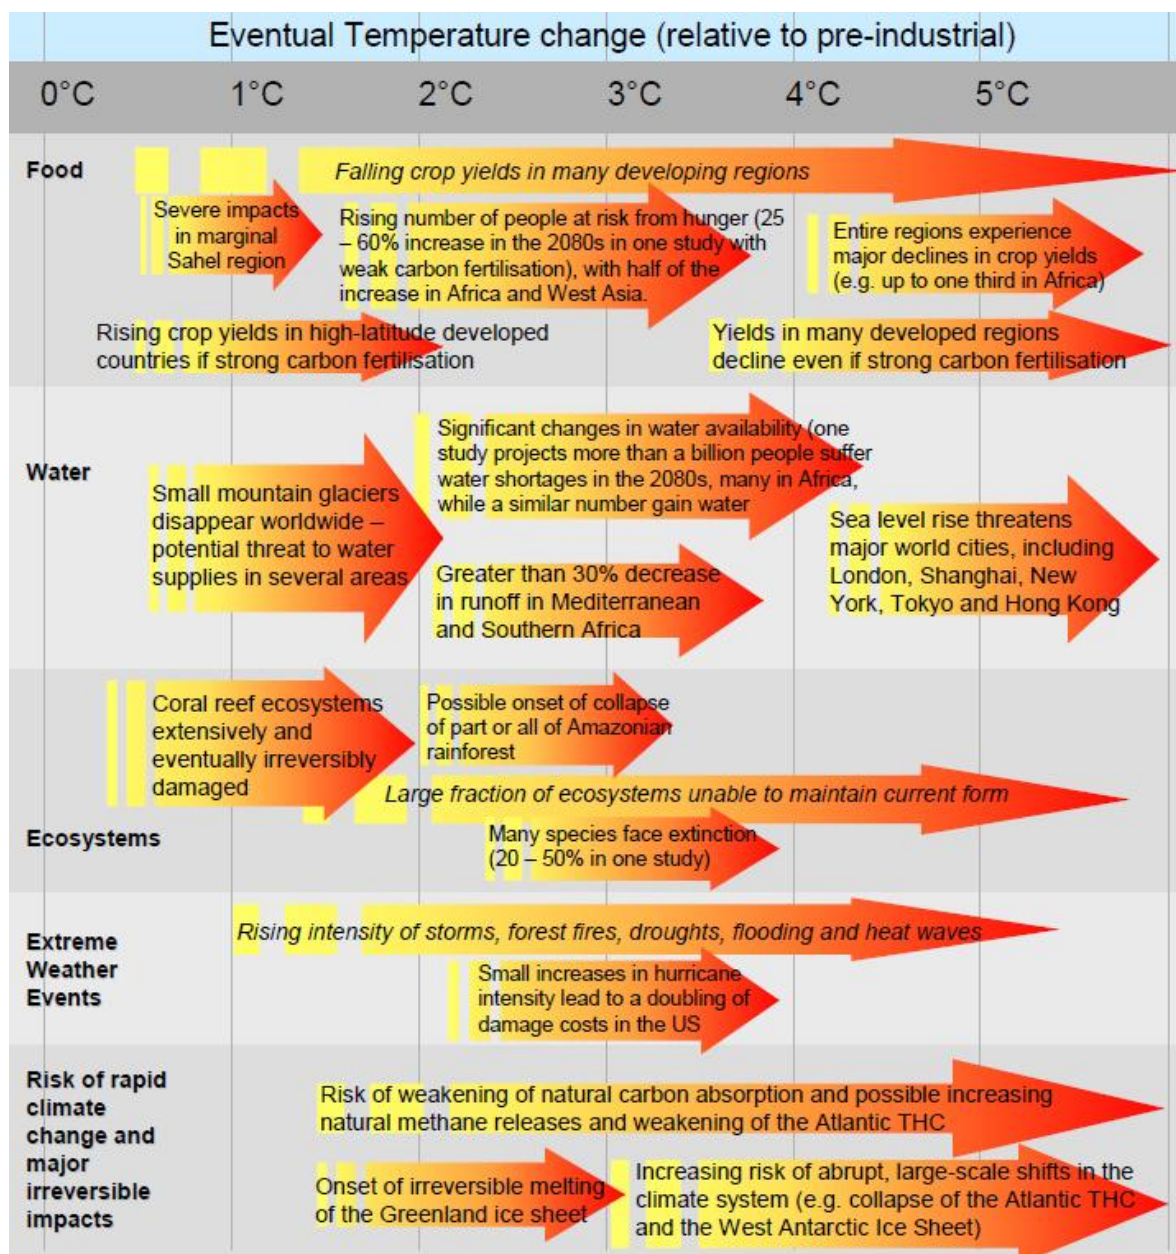 Eventual Temperature change (relative to pre-industrial)
0°C 1°C 2°C 3°C 4°C 5°C
Food
Falling crop yields in many developing regions
Severe impacts
in marginal
Sahel region
Rising number of people at risk from hunger (25
– 60% increase in the 2080s in one study with
weak carbon fertilisation), with half of the
increase in Africa and West Asia.
Entire regions experience
major declines in crop yields
(e.g. up to one third in Africa)
Rising crop yields in high-latitude developed
countries if strong carbon fertilisation
Yields in many developed regions
decline even if strong carbon fertilisation
Water
Small mountain glaciers
disappear worldwide –
potential threat to water
supplies in several areas
Significant changes in water availability (one
study projects more than a billion people suffer
water shortages in the 2080s, many in Africa,
while a similar number gain water
Greater than 30% decrease
in runoff in Mediterranean
and Southern Africa
Sea level rise threatens
major world cities, including
London, Shanghai, New
York, Tokyo and Hong Kong
Ecosystems
Coral reef ecosystems
extensively and
eventually irreversibly
damaged
Possible onset of collapse
of part or all of Amazonian
rainforest
Large fraction of ecosystems unable to maintain current form
Many species face extinction
(20 – 50% in one study)
Extreme
Weather
Events
Rising intensity of storms, forest fires, droughts, flooding and heat waves
Small increases in hurricane
intensity lead to a doubling of
damage costs in the US
Risk of rapid
climate
change and
major
irreversible
impacts
Risk of weakening of natural carbon absorption and possible increasing
natural methane releases and weakening of the Atlantic THC
Onset of irreversible melting
of the Greenland ice sheet
Increasing risk of abrupt, large-scale shifts in the
climate system (e.g. collapse of the Atlantic THC
and the West Antarctic Ice Sheet)